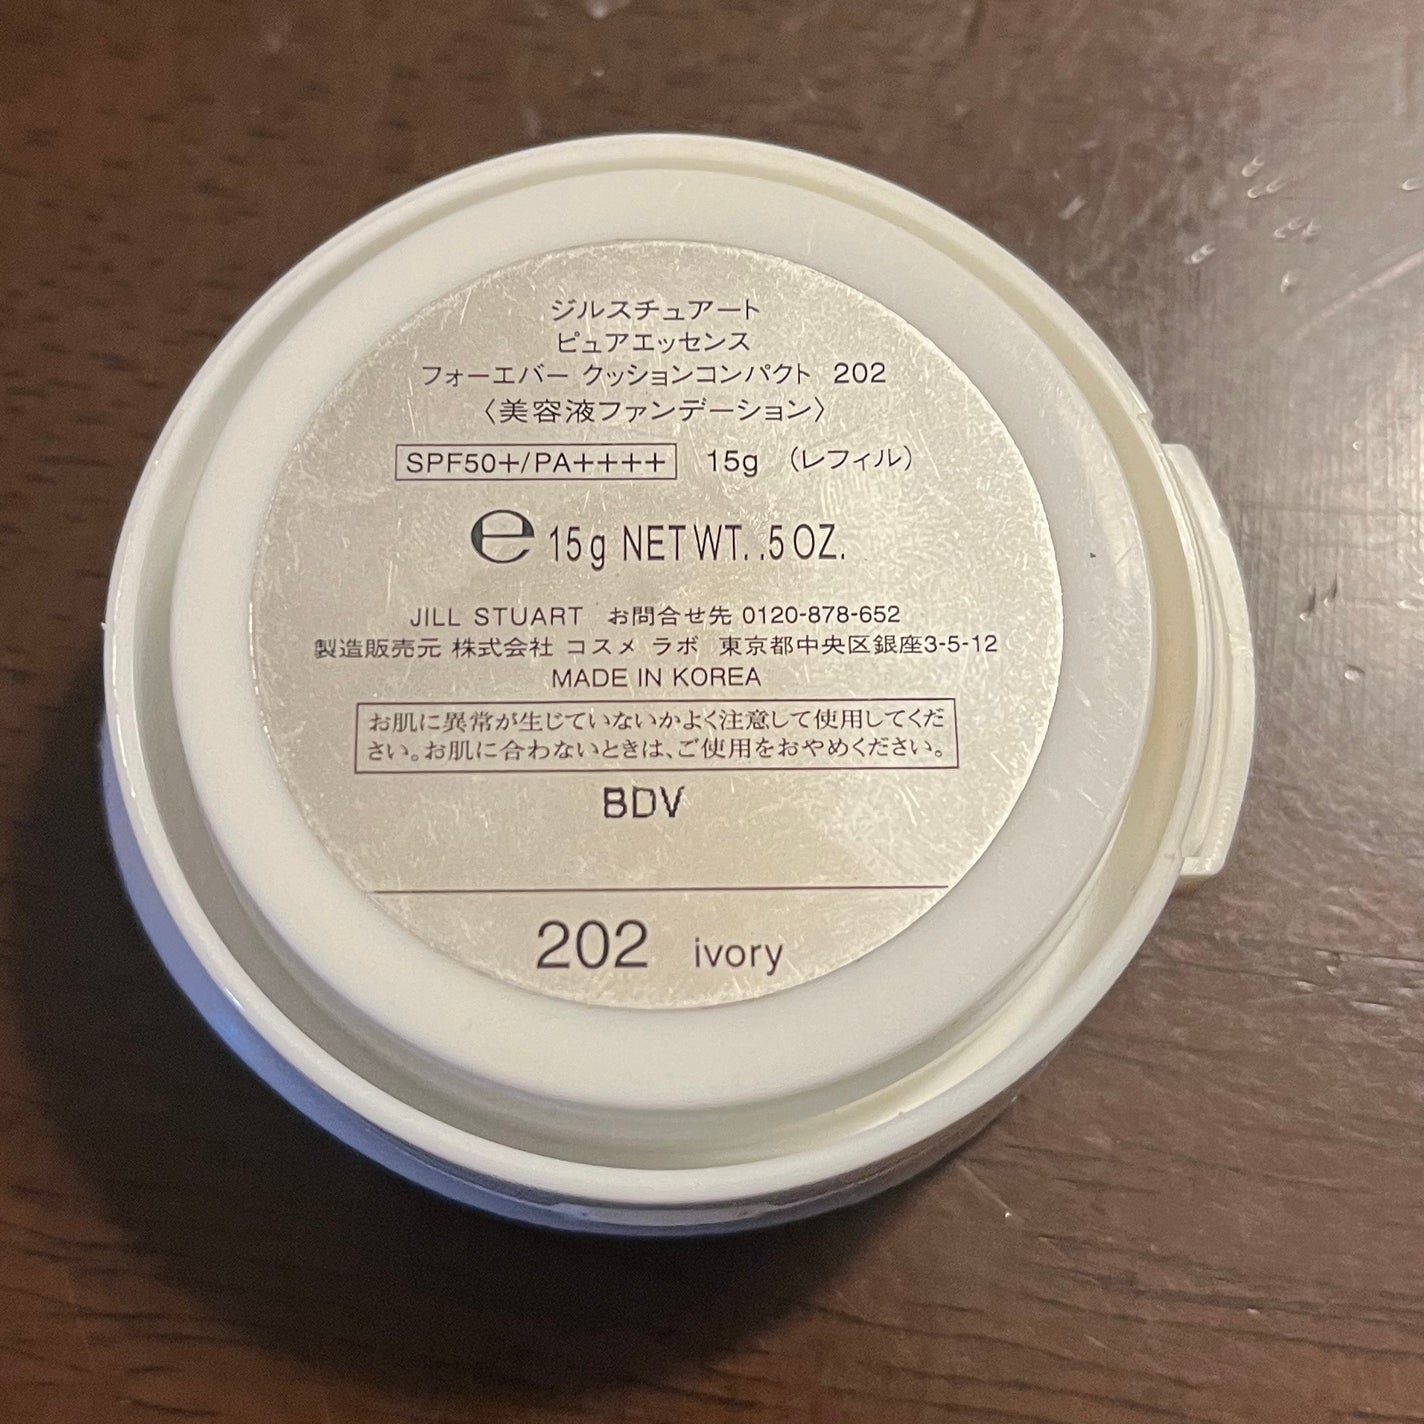 ジルスチュアート
ピュアエッセンス
フォーエバー クッションコンパクト 202
〈美容液ファンデーション〉
SPF50+/PA++++ 15g （レフィル）
℮ 15g NET WT. .5 OZ.
JILL STUART お問合せ先 0120-878-652
製造販売元 株式会社 コスメ ラボ 東京都中央区銀座3-5-12
MADE IN KOREA
お肌に異常が生じていないかよく注意して使用してくだ
さい。お肌に合わないときは、ご使用をおやめください。
BDV
202 ivory